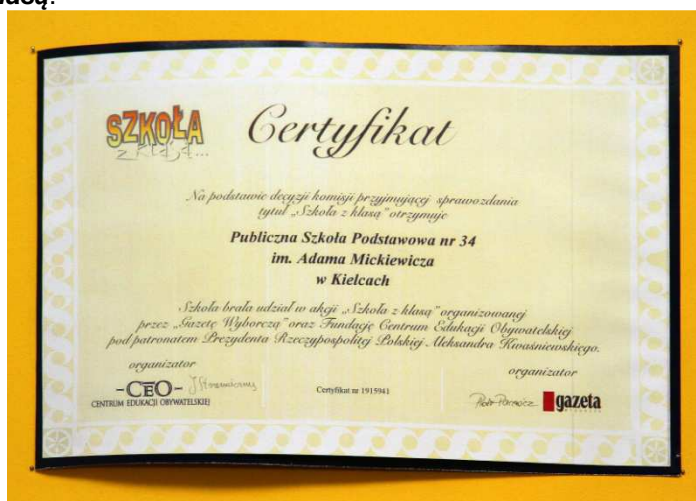 SZKOŁA
z klasą...
Certyfikat
Na podstawie decyzji komisji przyjmującej sprawozdania
tytuł „Szkoła z klasą" otrzymuje
Publiczna Szkoła Podstawowa nr 34
im. Adama Mickiewicza
w Kielcach
Szkoła brała udział w akcji „Szkoła z klasą" organizowanej
przez „Gazetę Wyborczą" oraz Fundację Centrum Edukacji Obywatelskiej
pod patronatem Prezydenta Rzeczypospolitej Polskiej Aleksandra Kwaśniewskiego.
organizator
organizator
-CEO-
CENTRUM EDUKACJI OBYWATELSKIEJ
Certyfikat nr 1915941
gazeta